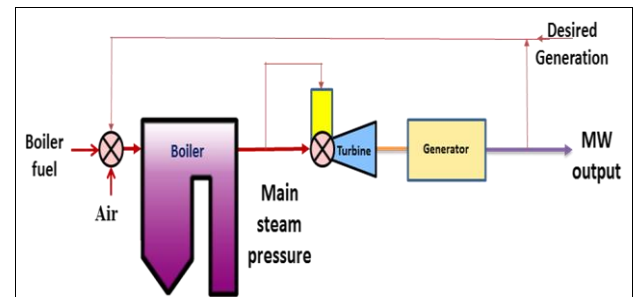 Desired
Generation
Boiler
fuel
Air
Boiler
Main
steam
pressure
Turbine
Generator
MW
output